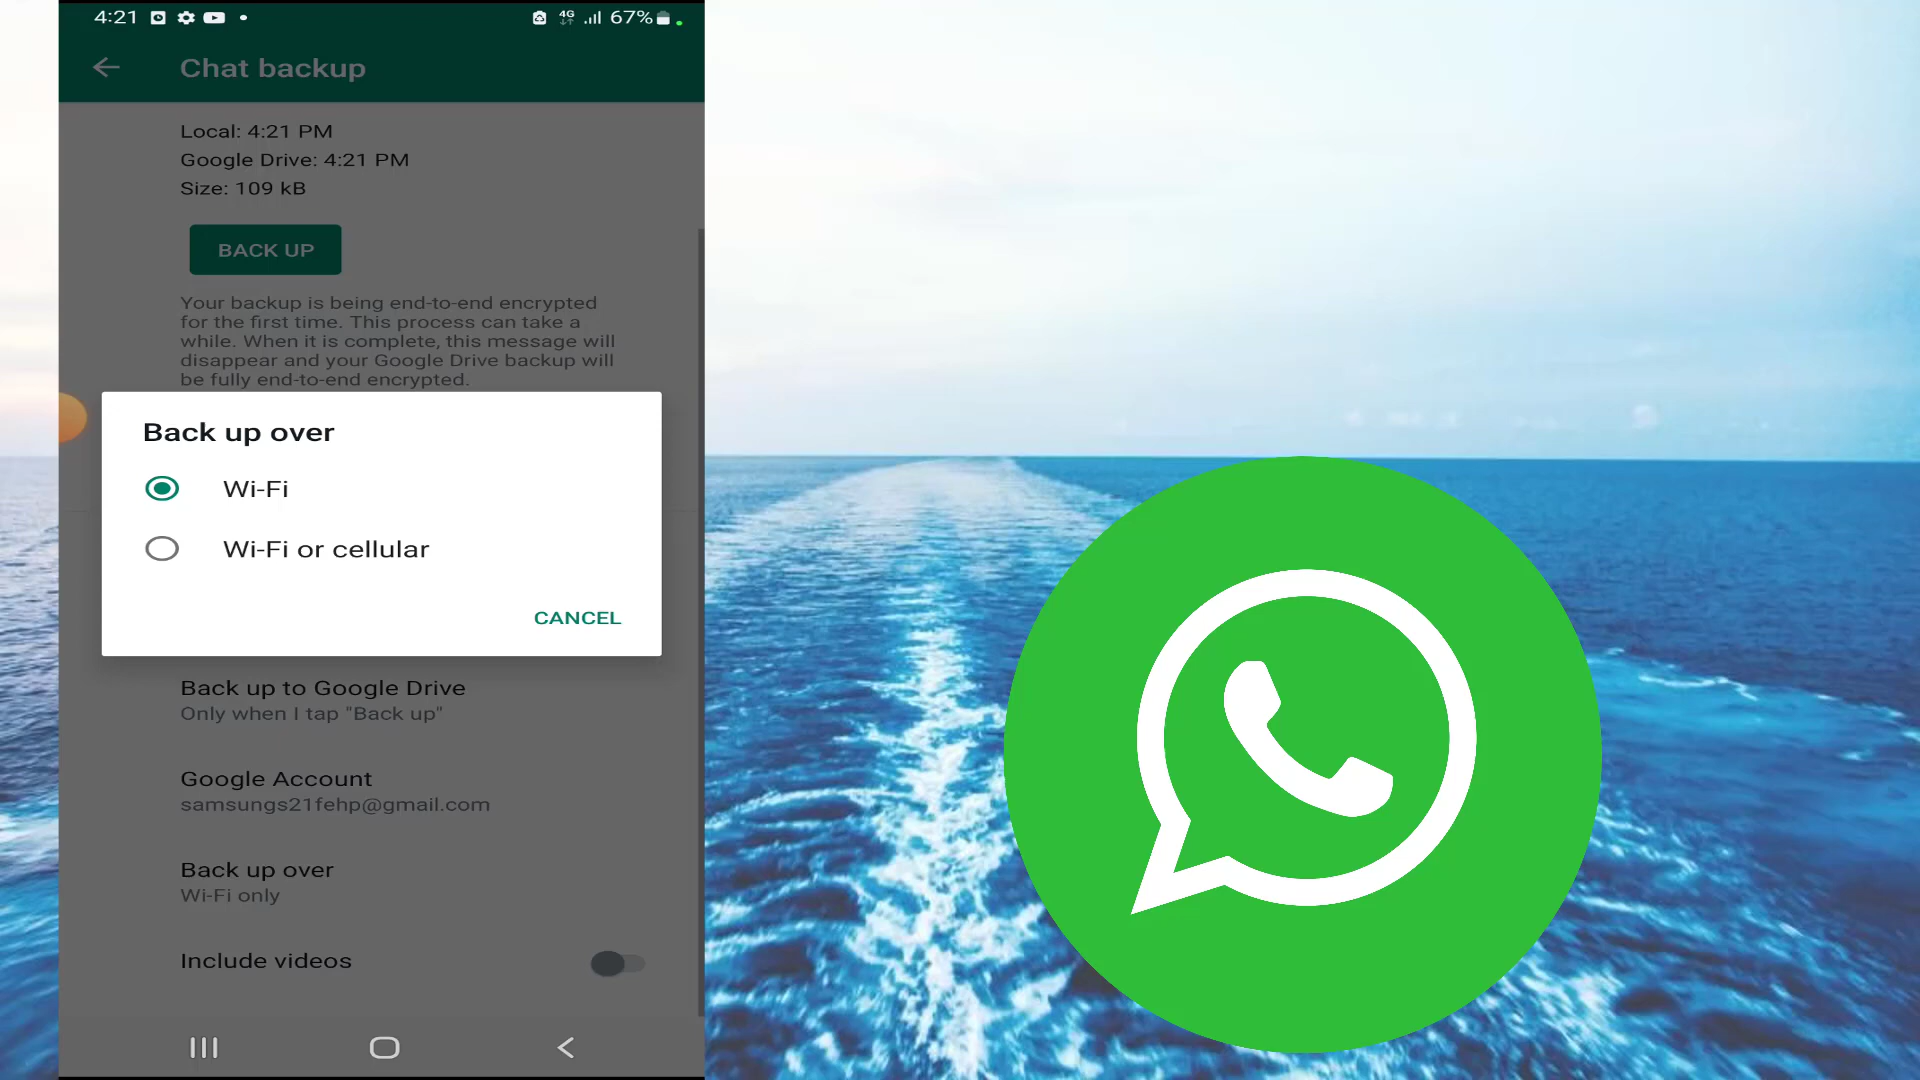 4:21
4G
67%
Chat backup
Local: 4:21 PM
Google Drive: 4:21 PM
Size: 109 kB
BACK UP
Your backup is being end-to-end encrypted
for the first time. This process can take a
while. When it is complete, this message will
disappear and your Google Drive backup will
be fully end-to-end encrypted.
Back up over
Wi-Fi
Wi-Fi or cellular
CANCEL
Back up to Google Drive
Only when I tap "Back up"
Google Account
samsungs21fehp@gmail.com
Back up over
Wi-Fi only
Include videos